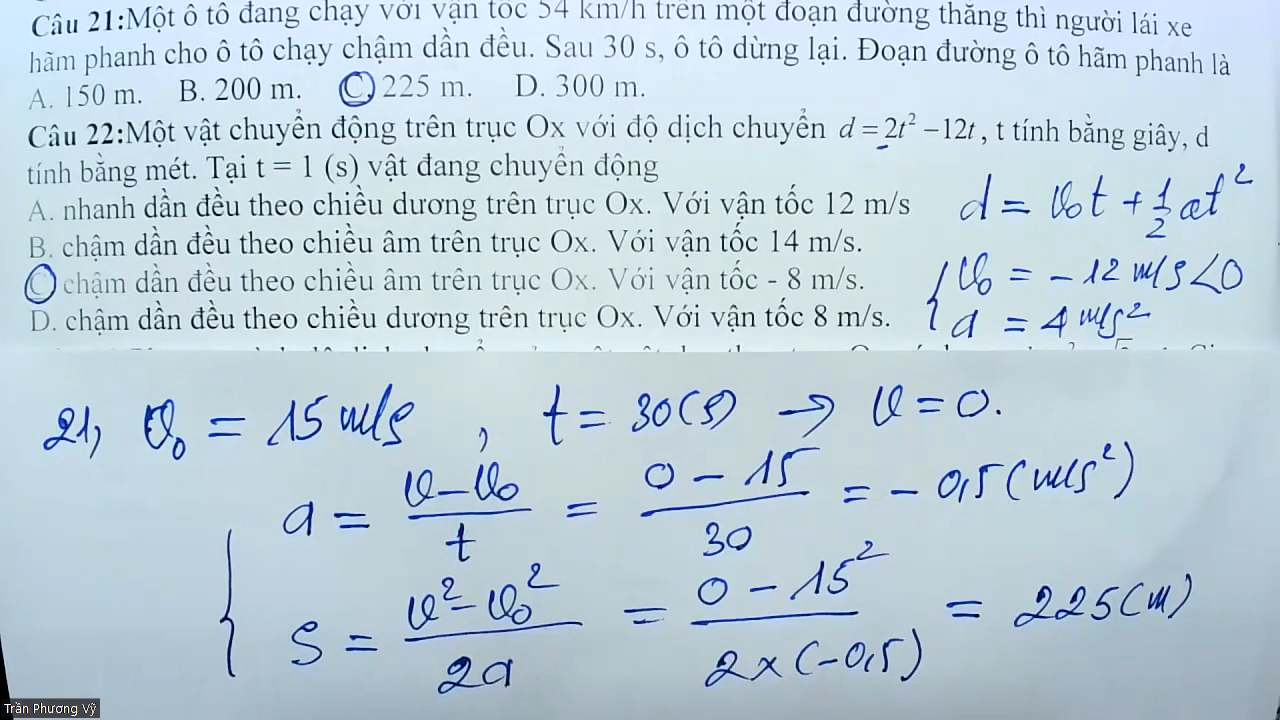 Câu 21:Một ô tô đang chạy với vận tốc 54 km/h trên một đoạn đường thẳng thì người lái xe
hãm phanh cho ô tô chạy chậm dần đều. Sau 30 s, ô tô dừng lại. Đoạn đường ô tô hãm phanh là
A. 150 m. B. 200 m. C. 225 m. D. 300 m.
Câu 22:Một vật chuyển động trên trục Ox với độ dịch chuyển d = 2t² − 12t, t tính bằng giây, d
tính bằng mét. Tại t = 1 (s) vật đang chuyển động
A. nhanh dần đều theo chiều dương trên trục Ox. Với vận tốc 12 m/s
B. chậm dần đều theo chiều âm trên trục Ox. Với vận tốc 14 m/s.
C. chậm dần đều theo chiều âm trên trục Ox. Với vận tốc - 8 m/s.
D. chậm dần đều theo chiều dương trên trục Ox. Với vận tốc 8 m/s.
d = v₀t + 1/2 at²
v₀ = - 12 m/s < 0
a = 4 m/s²
21, v₀ = 15 m/s , t = 30(s) → v = 0.
a = (v - v₀)/t = (0 - 15)/30 = - 0,5 (m/s²)
S = (v² - v₀²)/2a = (0 - 15²)/(2x(-0,5)) = 225(m)
Trần Phương Vỹ